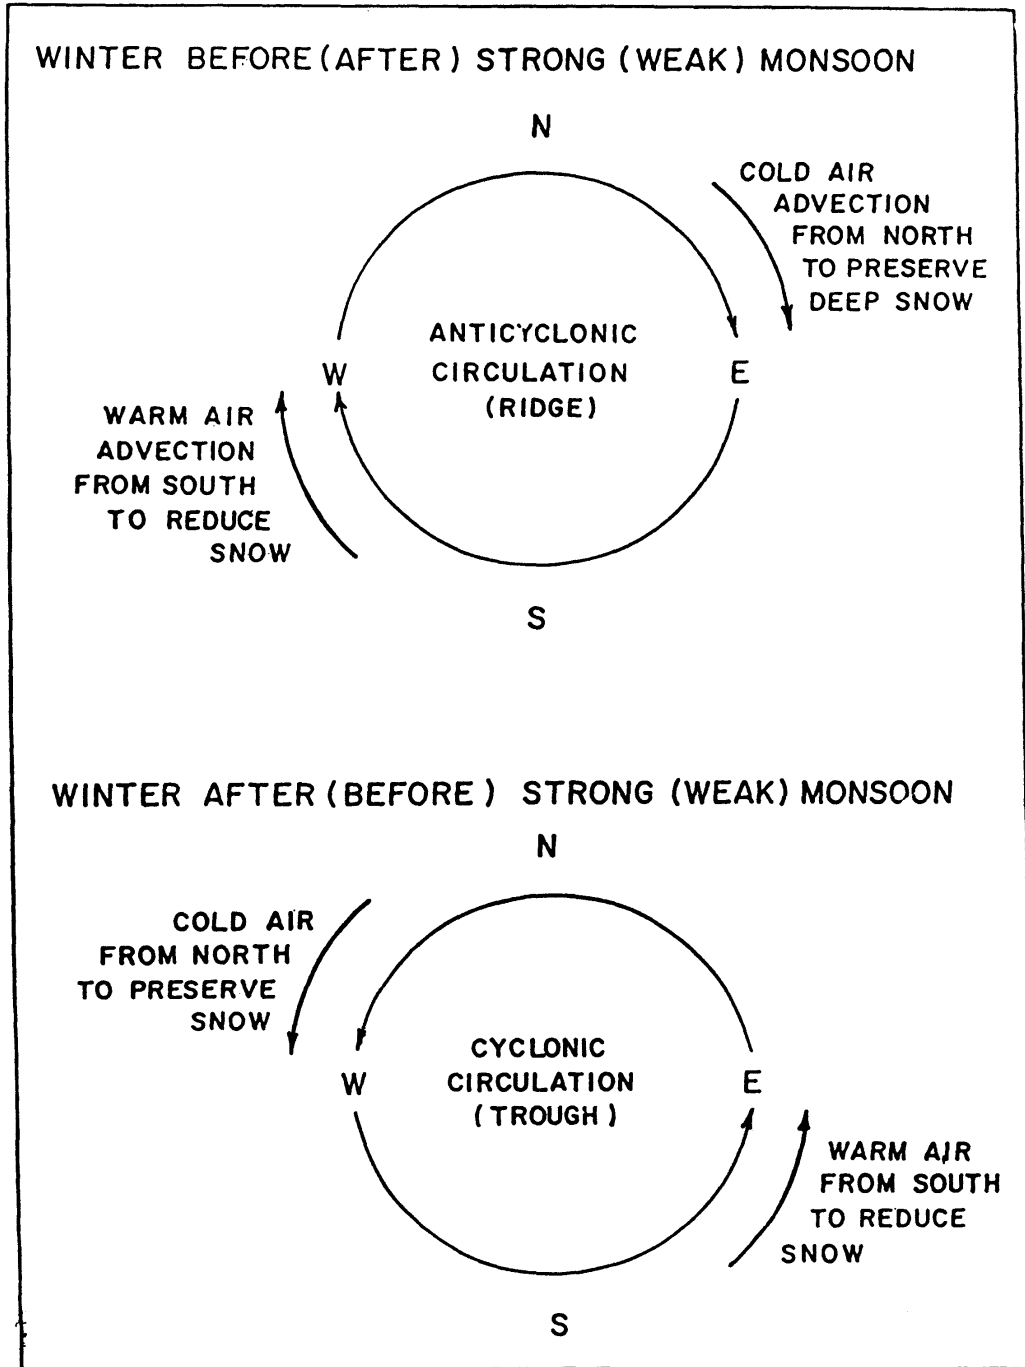 WINTER BEFORE (AFTER) STRONG (WEAK) MONSOON
N
COLD AIR
ADVECTION
FROM NORTH
TO PRESERVE
DEEP SNOW
ANTICYCLONIC
CIRCULATION
(RIDGE)
W
E
WARM AIR
ADVECTION
FROM SOUTH
TO REDUCE
SNOW
S
WINTER AFTER (BEFORE) STRONG (WEAK) MONSOON
N
COLD AIR
FROM NORTH
TO PRESERVE
SNOW
CYCLONIC
CIRCULATION
(TROUGH)
W
E
WARM AIR
FROM SOUTH
TO REDUCE
SNOW
S